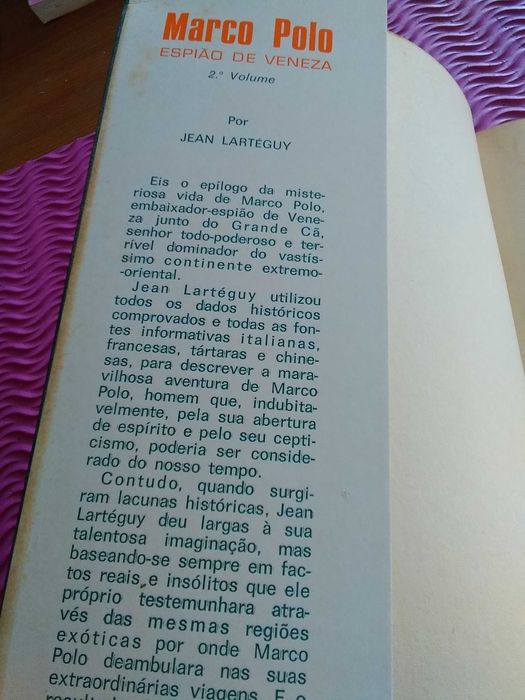 Marco Polo
ESPIÃO DE VENEZA
2.º Volume
Por
JEAN LARTÉGUY
Eis o epílogo da miste-
riosa vida de Marco Polo,
embaixador-espião de Vene-
za junto do Grande Cã,
senhor todo-poderoso e ter-
rível dominador do vastís-
simo continente extremo-
-oriental.
Jean Lartéguy utilizou
todos os dados históricos
comprovados e todas as fon-
tes informativas italianas,
francesas, tártaras e chine-
sas, para descrever a mara-
vilhosa aventura de Marco
Polo, homem que, indubita-
velmente, pela sua abertura
de espírito e pelo seu cepti-
cismo, poderia ser conside-
rado do nosso tempo.
Contudo, quando surgi-
ram lacunas históricas, Jean
Lartéguy deu largas à sua
talentosa imaginação, mas
baseando-se sempre em fac-
tos reais e insólitos que ele
próprio testemunhara atra-
vés das mesmas regiões
exóticas por onde Marco
Polo deambulara nas suas
extraordinárias viagens. E o